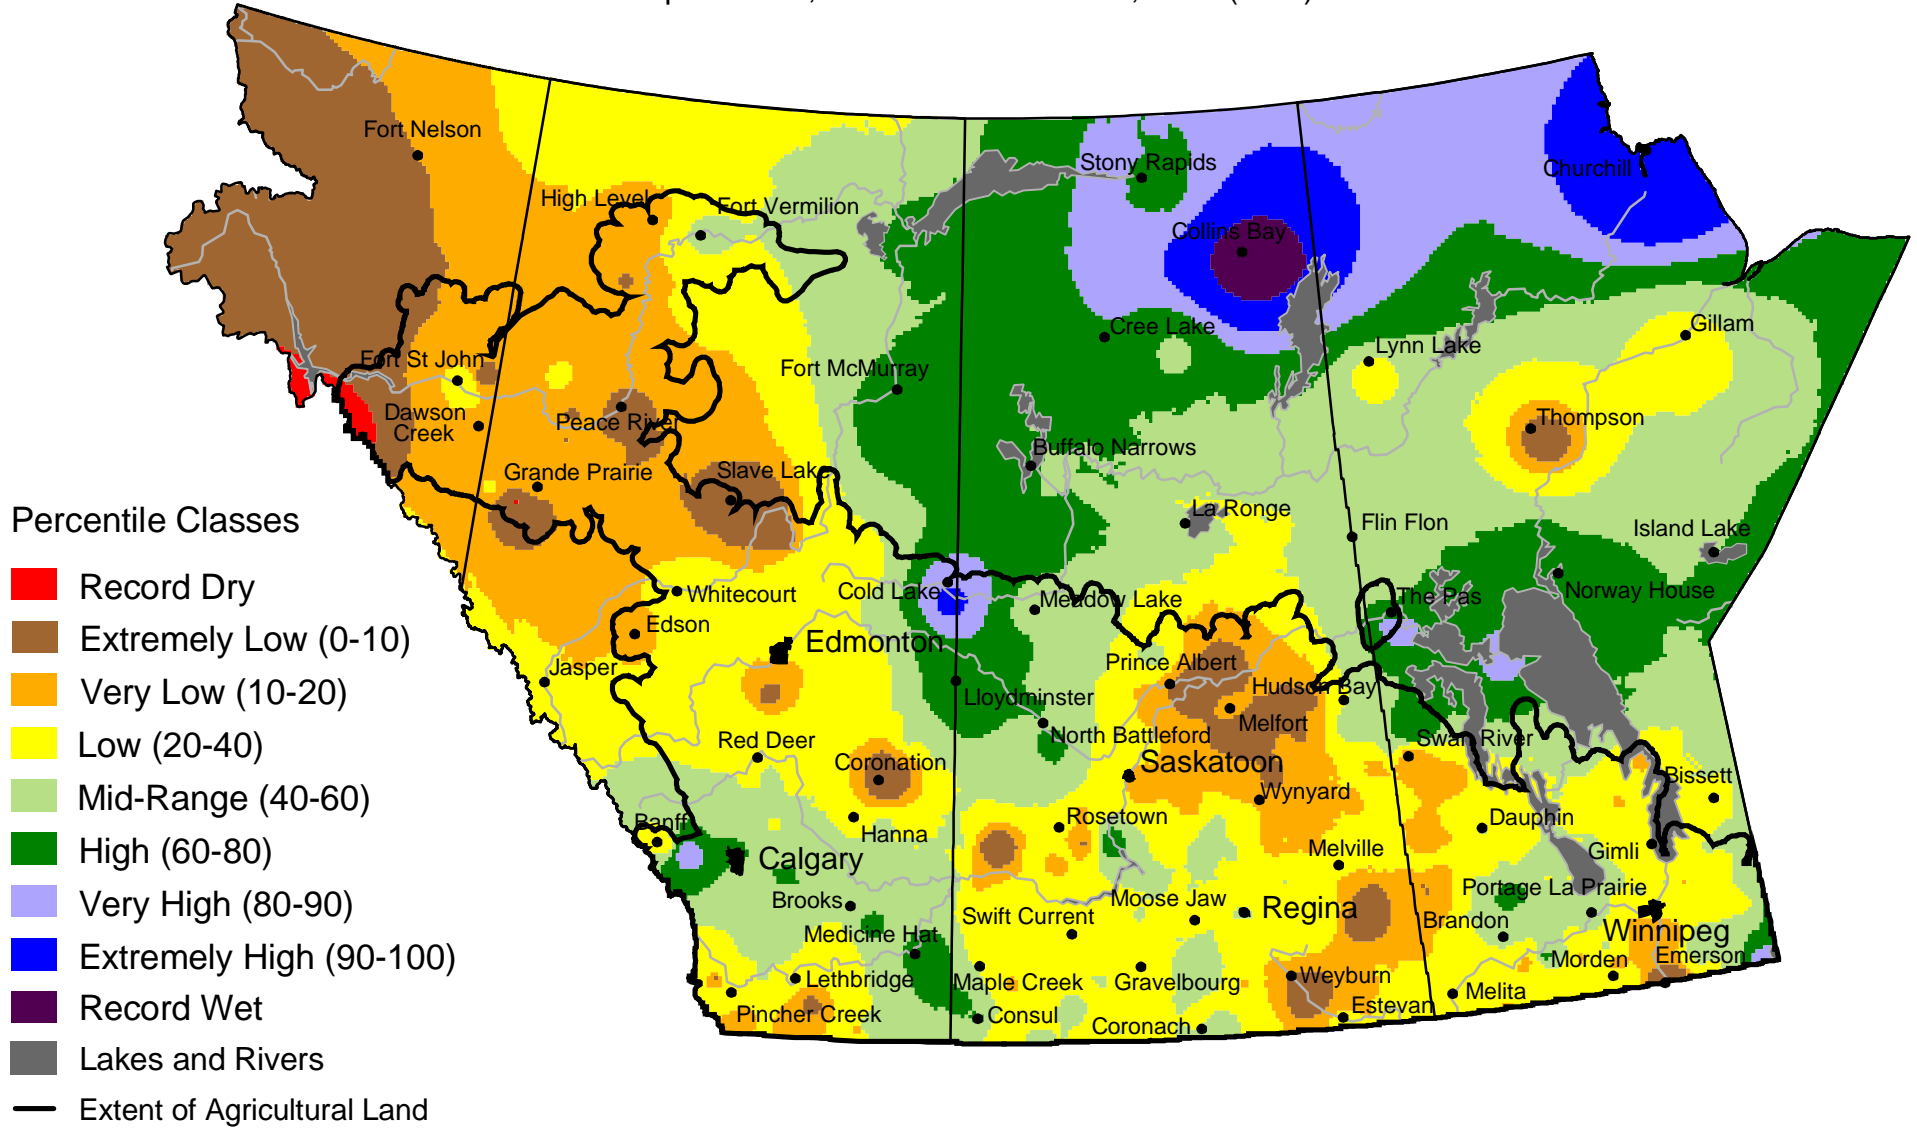 Fort Nelson
Stony Rapids
Churchill
High Level
Fort Vermilion
Collins Bay
Cree Lake
Gillam
Lynn Lake
Fort St John
Fort McMurray
Dawson
Creek
Peace River
Thompson
Buffalo Narrows
Grande Prairie
Slave Lake
La Ronge
Flin Flon
Island Lake
Cold Lake
Whitecourt
Meadow Lake
The Pas
Norway House
Edson
Edmonton
Jasper
Prince Albert
Hudson Bay
Lloydminster
Melfort
North Battleford
Red Deer
Swan River
Coronation
Saskatoon
Bissett
Wynyard
Rosetown
Dauphin
Banff
Hanna
Melville
Gimli
Calgary
Portage La Prairie
Brooks
Moose Jaw
Regina
Swift Current
Brandon
Medicine Hat
Winnipeg
Morden
Emerson
Lethbridge
Maple Creek
Gravelbourg
Weyburn
Melita
Pincher Creek
Consul
Coronach
Estevan
Percentile Classes
Record Dry
Extremely Low (0-10)
Very Low (10-20)
Low (20-40)
Mid-Range (40-60)
High (60-80)
Very High (80-90)
Extremely High (90-100)
Record Wet
Lakes and Rivers
Extent of Agricultural Land